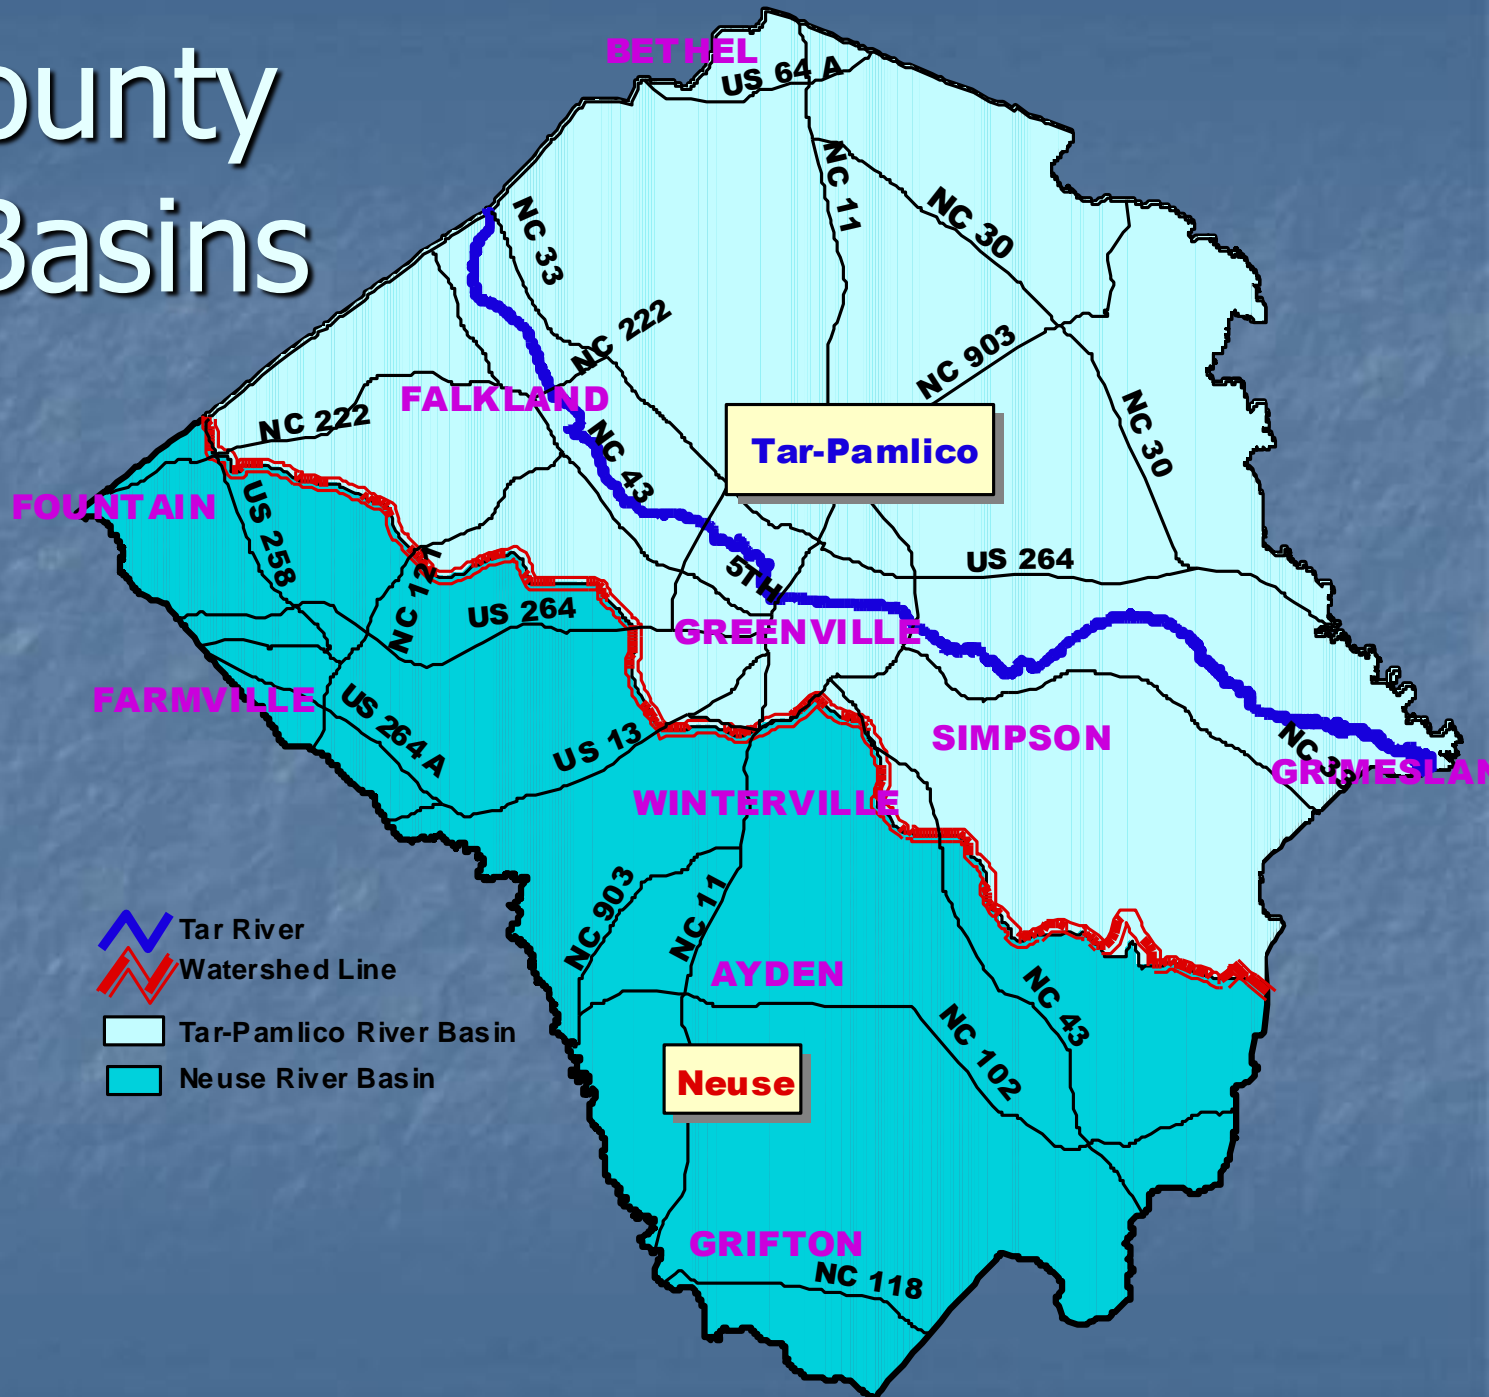 ounty
Basins
BETHEL
US 64 A
NC 11
NC 33
NC 30
NC 222
NC 903
FALKLAND
NC 222
NC 30
NC 43
Tar-Pamlico
FOUNTAIN
US 258
NC 121
5TH
US 264
US 264
GREENVILLE
FARMVILLE
US 264 A
US 13
SIMPSON
NC 33
GRIMESLAN
WINTERVILLE
NC 903
NC 11
AYDEN
NC 43
NC 102
Neuse
GRIFTON
NC 118
Tar River
Watershed Line
Tar-Pamlico River Basin
Neuse River Basin